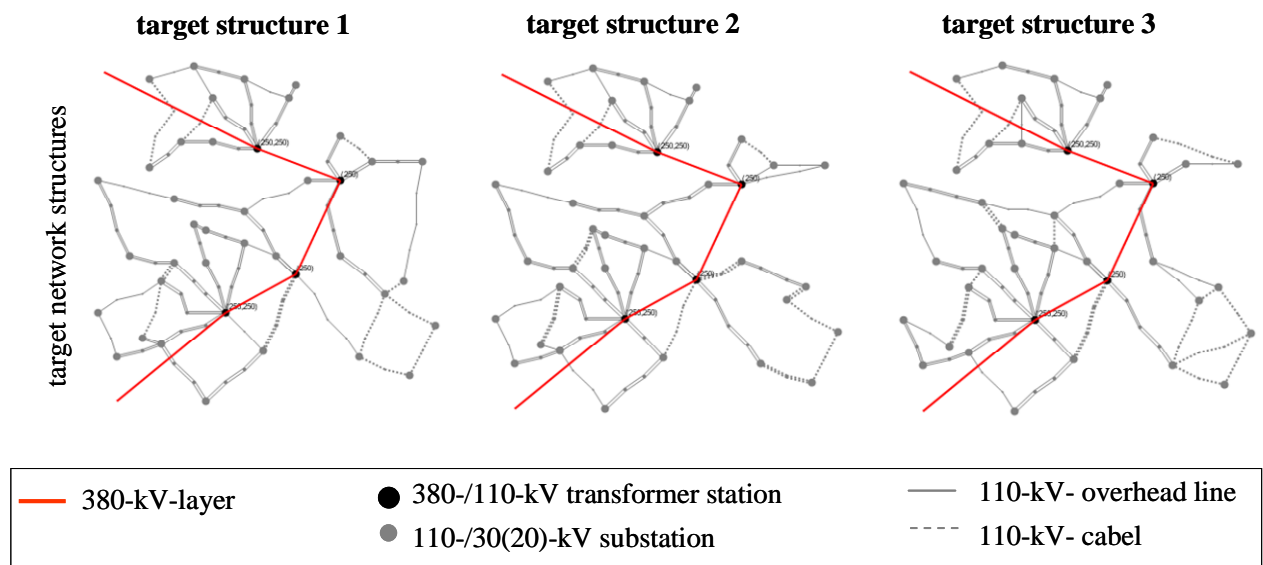 target structure 1 target structure 2 target structure 3
target network structures
(250,250) (250,250) (250,250)
(250) (250) (250)
(250) (250) (250)
(250,250) (250,250) (250,250)
380-kV-layer 380-/110-kV transformer station 110-kV- overhead line
110-/30(20)-kV substation 110-kV- cabel